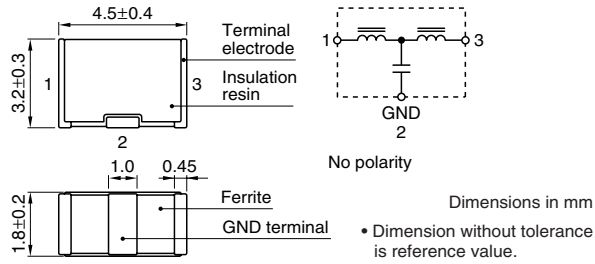 4.5±0.4
3.2±0.3
1
3
2
Terminal
electrode
Insulation
resin
1
3
GND
2
No polarity
1.0
0.45
1.8±0.2
Ferrite
GND terminal
Dimensions in mm
• Dimension without tolerance
is reference value.